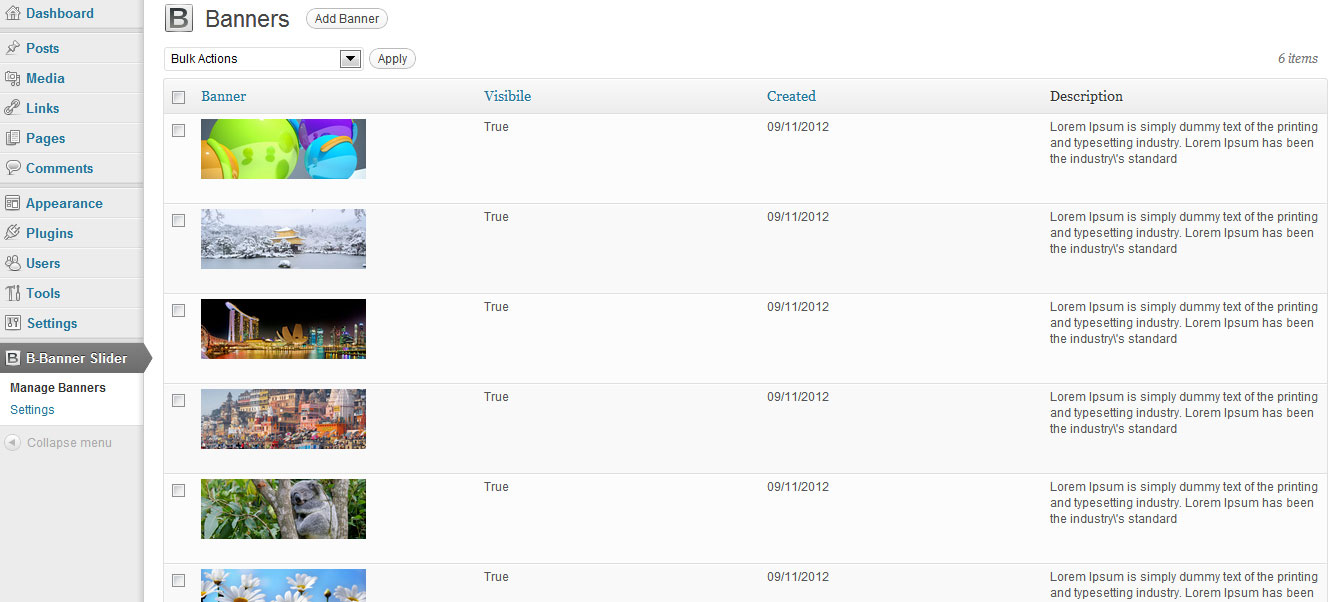 Dashboard
Posts
Media
Links
Pages
Comments
Appearance
Plugins
Users
Tools
Settings
B B-Banner Slider
Manage Banners
Settings
Collapse menu
B Banners Add Banner
Bulk Actions Apply 6 items
Banner Visibile Created Description
True 09/11/2012 Lorem Ipsum is simply dummy text of the printing
and typesetting industry. Lorem Ipsum has been
the industry\'s standard
True 09/11/2012 Lorem Ipsum is simply dummy text of the printing
and typesetting industry. Lorem Ipsum has been
the industry\'s standard
True 09/11/2012 Lorem Ipsum is simply dummy text of the printing
and typesetting industry. Lorem Ipsum has been
the industry\'s standard
True 09/11/2012 Lorem Ipsum is simply dummy text of the printing
and typesetting industry. Lorem Ipsum has been
the industry\'s standard
True 09/11/2012 Lorem Ipsum is simply dummy text of the printing
and typesetting industry. Lorem Ipsum has been
the industry\'s standard
True 09/11/2012 Lorem Ipsum is simply dummy text of the printing
and typesetting industry. Lorem Ipsum has been